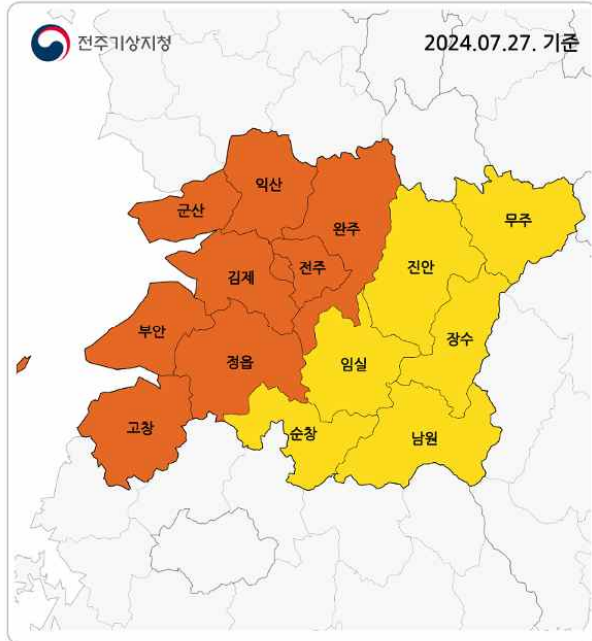 전주기상지청
2024.07.27. 기준
익산
군산
완주
무주
전주
진안
김제
부안
장수
정읍
임실
고창
순창
남원